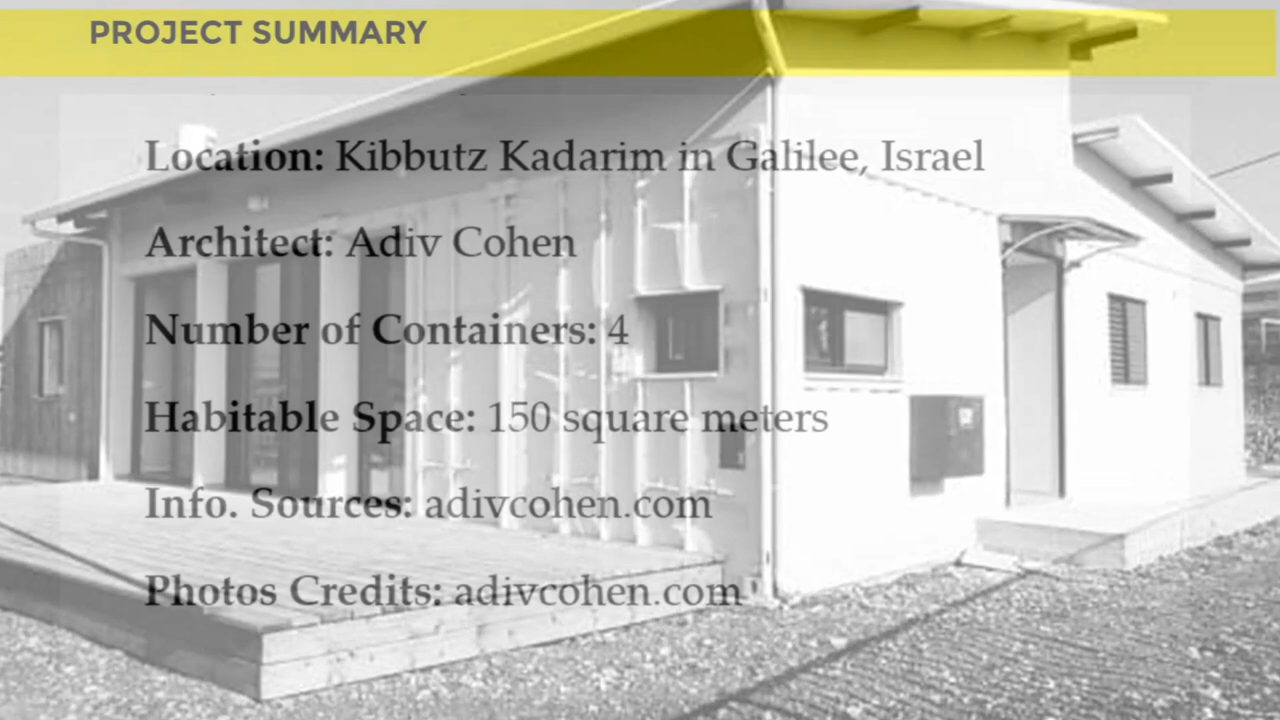 PROJECT SUMMARY
Location: Kibbutz Kadarim in Galilee, Israel
Architect: Adiv Cohen
Number of Containers: 4
Habitable Space: 150 square meters
Info. Sources: adivcohen.com
Photos Credits: adivcohen.com